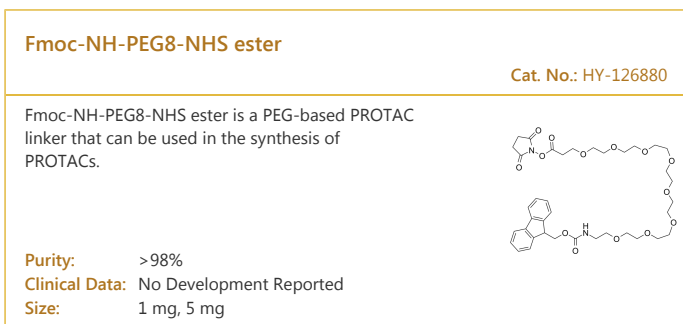 Fmoc-NH-PEG8-NHS ester
Cat. No.: HY-126880
Fmoc-NH-PEG8-NHS ester is a PEG-based PROTAC
linker that can be used in the synthesis of
PROTACs.
O
N
O
O
O
O
O
O
O
O
O
O
H
N
O
O
O
O
Purity: >98%
Clinical Data: No Development Reported
Size: 1 mg, 5 mg